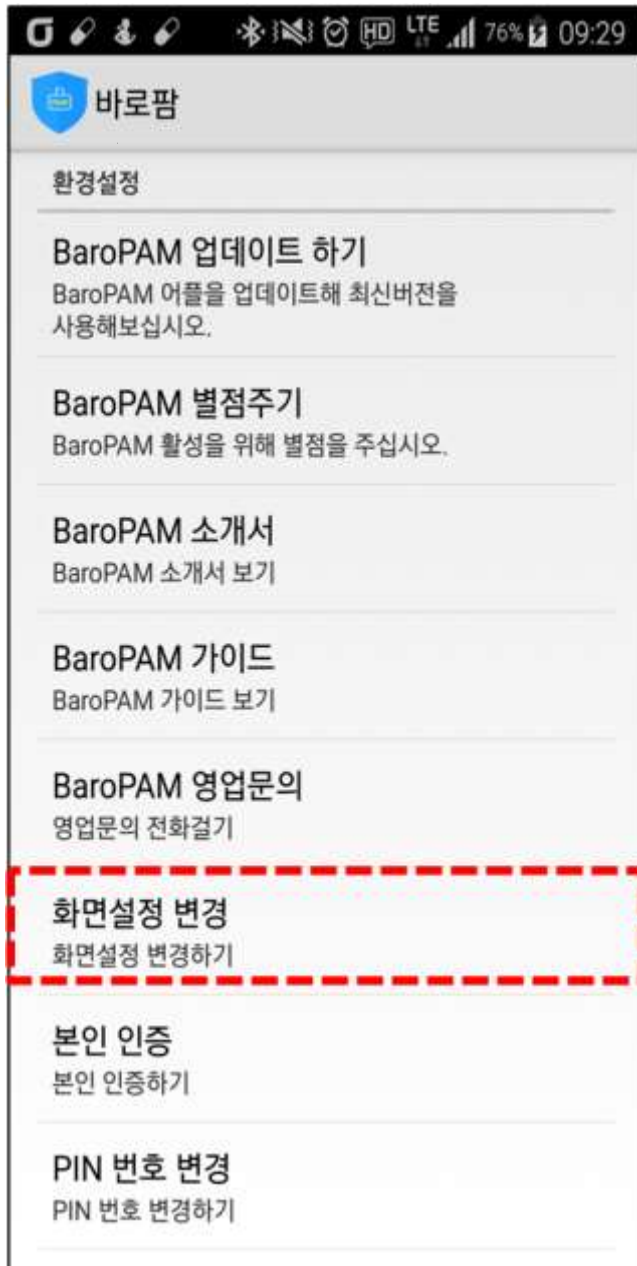 HD LTE 76% 09:29
바로팜
환경설정
BaroPAM 업데이트 하기
BaroPAM 어플을 업데이트해 최신버전을
사용해보십시오.
BaroPAM 별점주기
BaroPAM 활성을 위해 별점을 주십시오.
BaroPAM 소개서
BaroPAM 소개서 보기
BaroPAM 가이드
BaroPAM 가이드 보기
BaroPAM 영업문의
영업문의 전화걸기
화면설정 변경
화면설정 변경하기
본인 인증
본인 인증하기
PIN 번호 변경
PIN 번호 변경하기